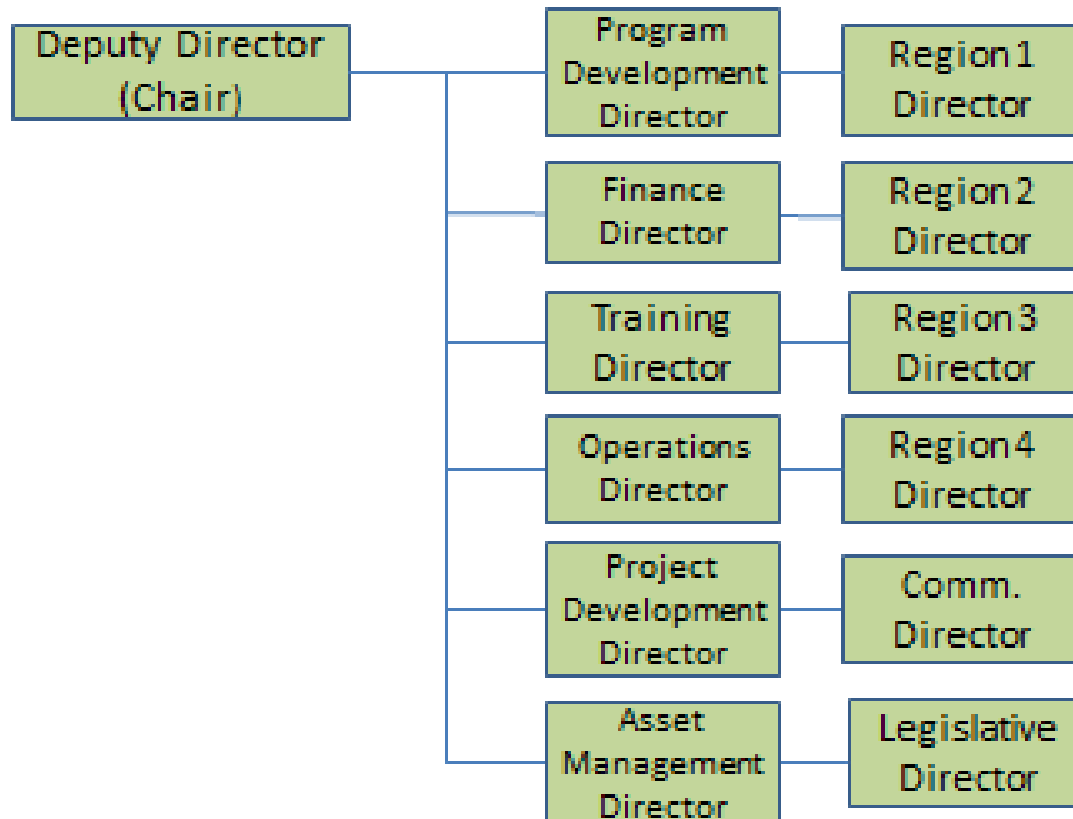 Deputy Director
(Chair)
Program
Development
Director
Region 1
Director
Finance
Director
Region 2
Director
Training
Director
Region 3
Director
Operations
Director
Region 4
Director
Project
Development
Director
Comm.
Director
Asset
Management
Director
Legislative
Director